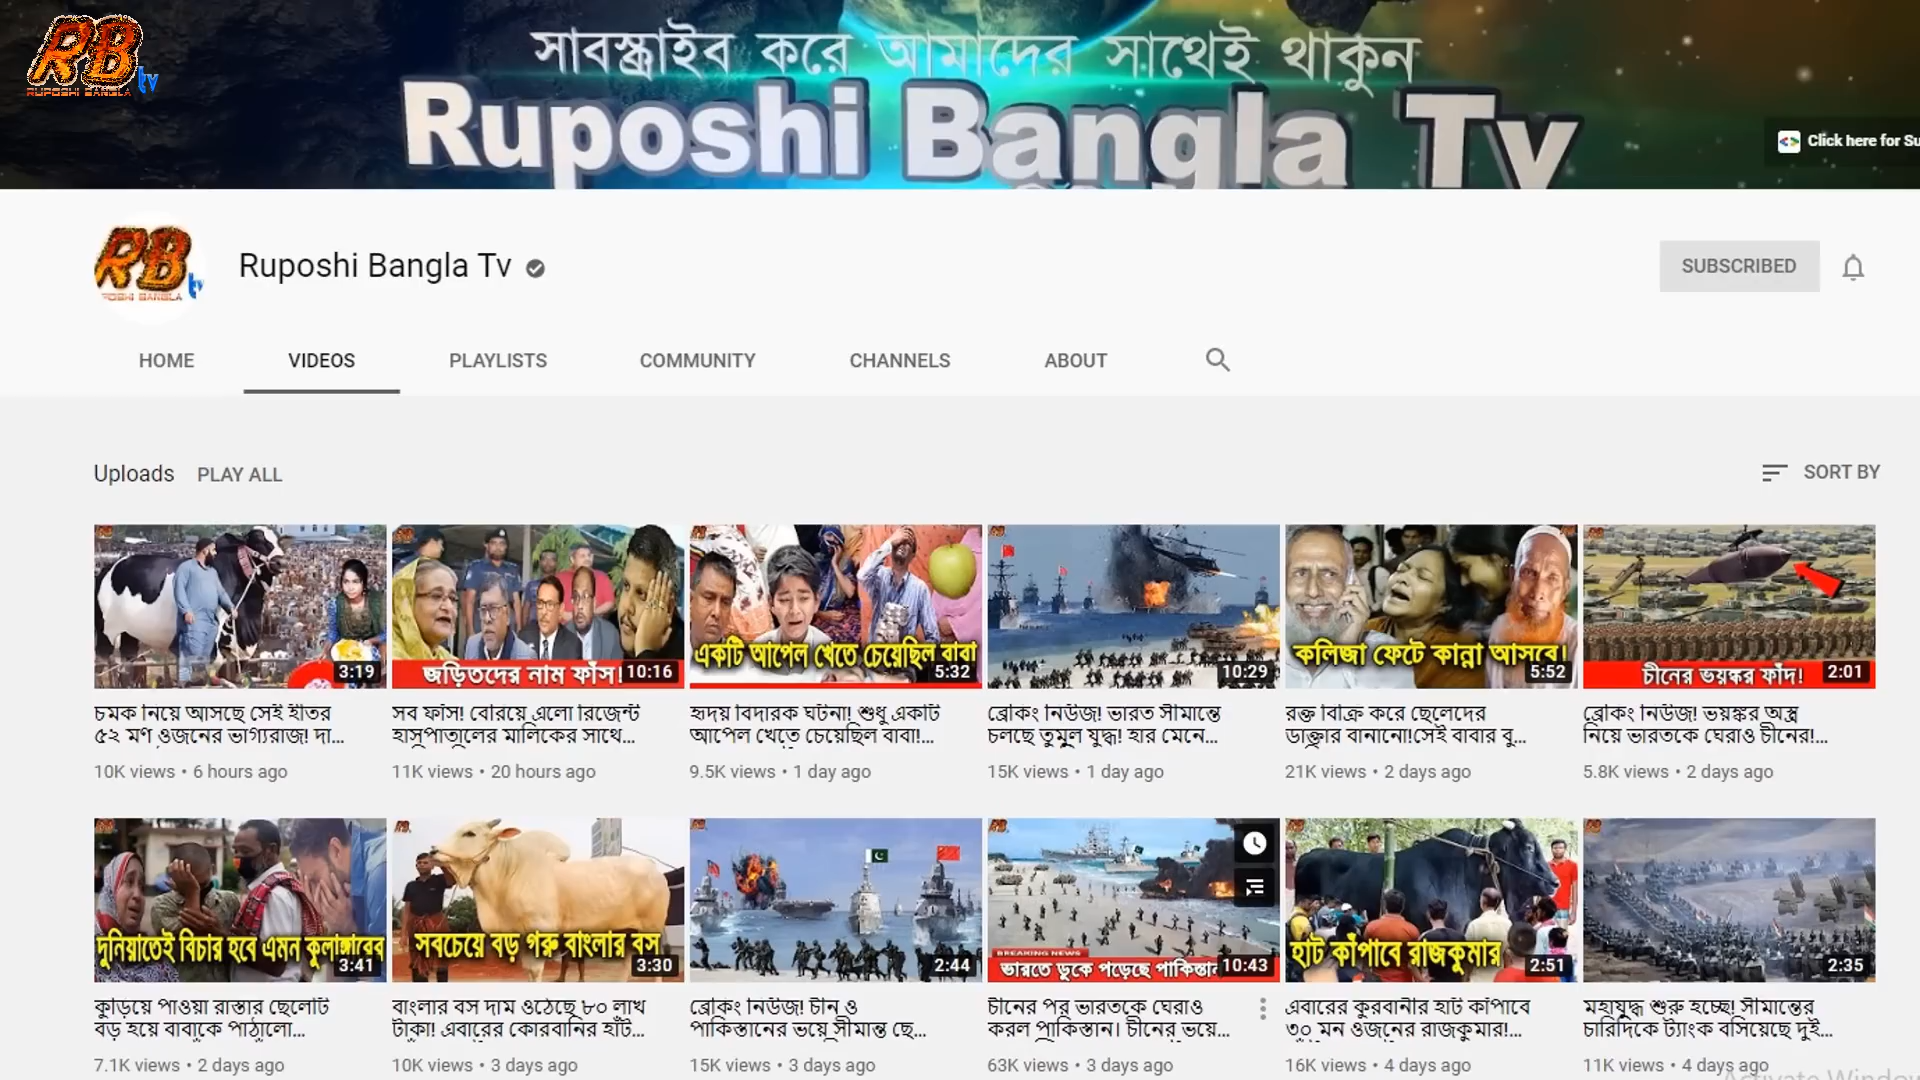 সাবস্ক্রাইব করে আমাদের সাথেই থাকুন
RB tv
RUPOSHI BANGLA
Ruposhi Bangla Tv
Click here for Su
RB tv
Ruposhi Bangla Tv
SUBSCRIBED
HOME VIDEOS PLAYLISTS COMMUNITY CHANNELS ABOUT
Uploads PLAY ALL
SORT BY
3:19
জড়িতদের নাম ফাঁস! 10:16
একটি আপেল খেতে চেয়েছিল বাবা
5:32
10:29
কলিজা ফেটে কান্না আসবে!
5:52
চীনের ভয়ঙ্কর ফাঁদ! 2:01
চমক নিয়ে আসছে সেই হাতির
৫২ মণ ওজনের ভাগ্যরাজ! দা...
10K views • 6 hours ago
সব ফাঁস! বেরিয়ে এলো রিজেন্ট
হাসপাতালের মালিকের সাথে...
11K views • 20 hours ago
হৃদয় বিদারক ঘটনা! শুধু একটি
আপেল খেতে চেয়েছিল বাবা!...
9.5K views • 1 day ago
ব্রেকিং নিউজ! ভারত সীমান্তে
চলছে তুমুল যুদ্ধ! হার মেনে...
15K views • 1 day ago
রক্ত বিক্রি করে ছেলেদের
ডাক্তার বানানো!সেই বাবার বু...
21K views • 2 days ago
ব্রেকিং নিউজ! ভয়ঙ্কর অস্ত্র
নিয়ে ভারতকে ঘেরাও চীনের!...
5.8K views • 2 days ago
দুনিয়াতেই বিচার হবে এমন কুলাঙ্গারের
3:41
সবচেয়ে বড় গরু বাংলার বস
3:30
2:44
BREAKING NEWS
ভারতে ঢুকে পড়েছে পাকিস্তান 10:43
হাট কাঁপাবে রাজকুমার
2:51
2:35
কুড়িয়ে পাওয়া রাস্তার ছেলেটি
বড় হয়ে বাবাকে পাঠালো...
7.1K views • 2 days ago
বাংলার বস দাম ওঠেছে ৮০ লাখ
টাকা! এবারের কোরবানির হাট...
10K views • 3 days ago
ব্রেকিং নিউজ! চীন ও
পাকিস্তানের ভয়ে সীমান্ত ছে...
15K views • 3 days ago
চীনের পর ভারতকে ঘেরাও
করল পাকিস্তান। চীনের ভয়ে...
63K views • 3 days ago
এবারের কুরবানীর হাট কাঁপাবে
৩০ মন ওজনের রাজকুমার!...
16K views • 4 days ago
মহাযুদ্ধ শুরু হচ্ছে! সীমান্তের
চারিদিকে ট্যাংক বসিয়েছে দুই...
11K views • 4 days ago
Activate Window